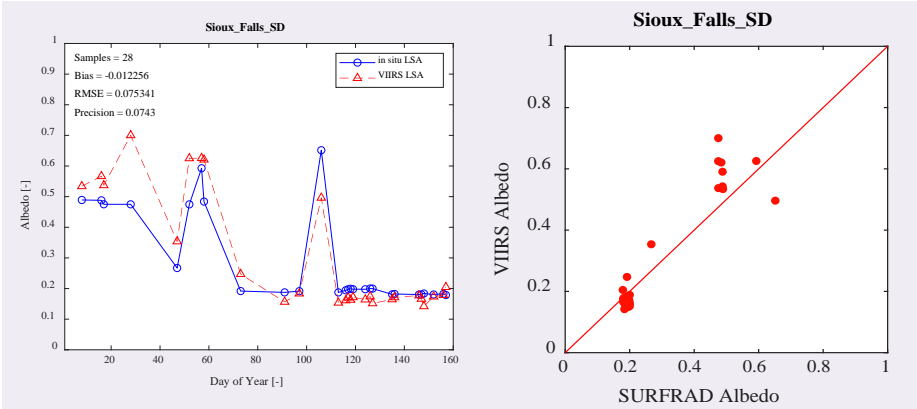 Sioux_Falls_SD
Samples = 28
Bias = -0.012256
RMSE = 0.075341
Precision = 0.0743
in situ LSA
VIIRS LSA
1
0.9
0.8
0.7
0.6
0.5
0.4
0.3
0.2
0.1
0
Albedo [-]
20 40 60 80 100 120 140 160
Day of Year [-]
Sioux_Falls_SD
1
0.8
0.6
0.4
0.2
0
VIIRS Albedo
0 0.2 0.4 0.6 0.8 1
SURFRAD Albedo